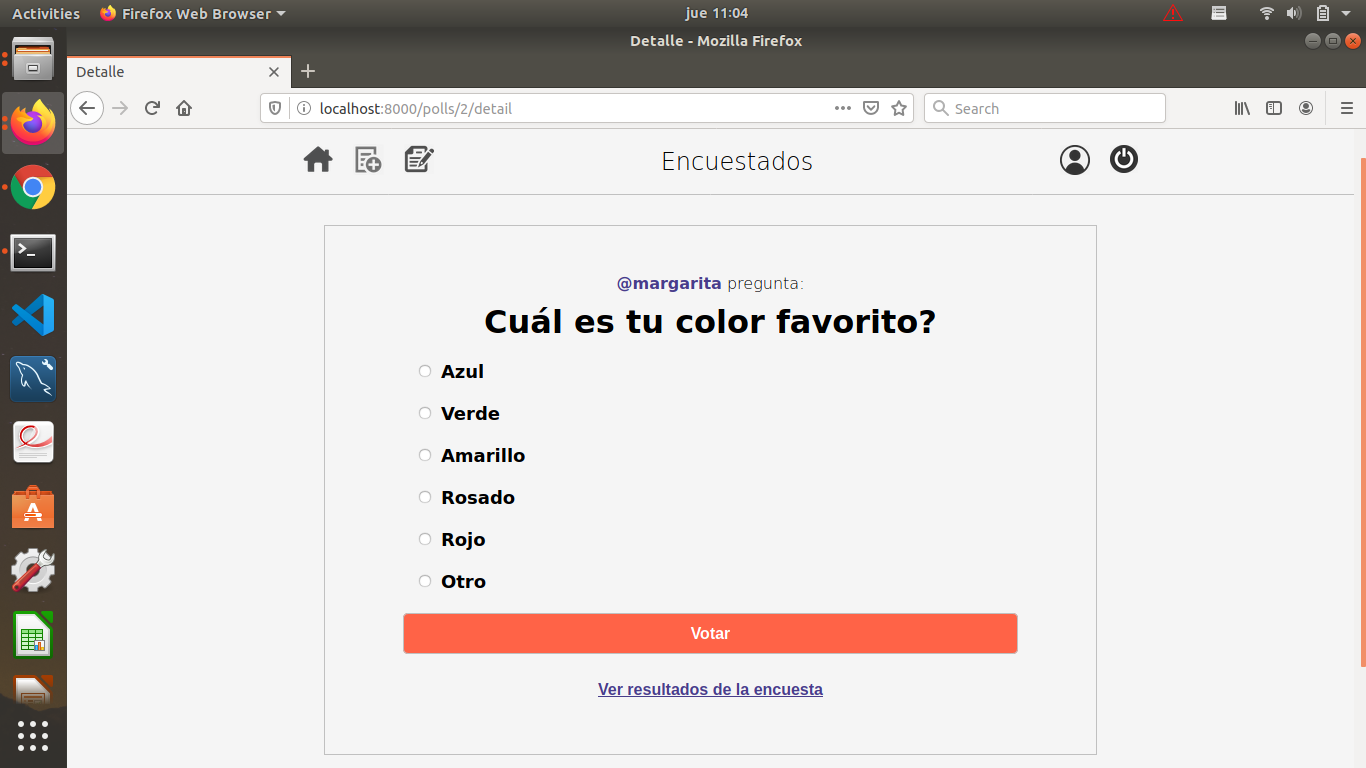 Activities Firefox Web Browser jue 11:04
Detalle - Mozilla Firefox
Detalle
localhost:8000/polls/2/detail Search
Encuestados
@margarita pregunta:
Cuál es tu color favorito?
Azul
Verde
Amarillo
Rosado
Rojo
Otro
Votar
Ver resultados de la encuesta